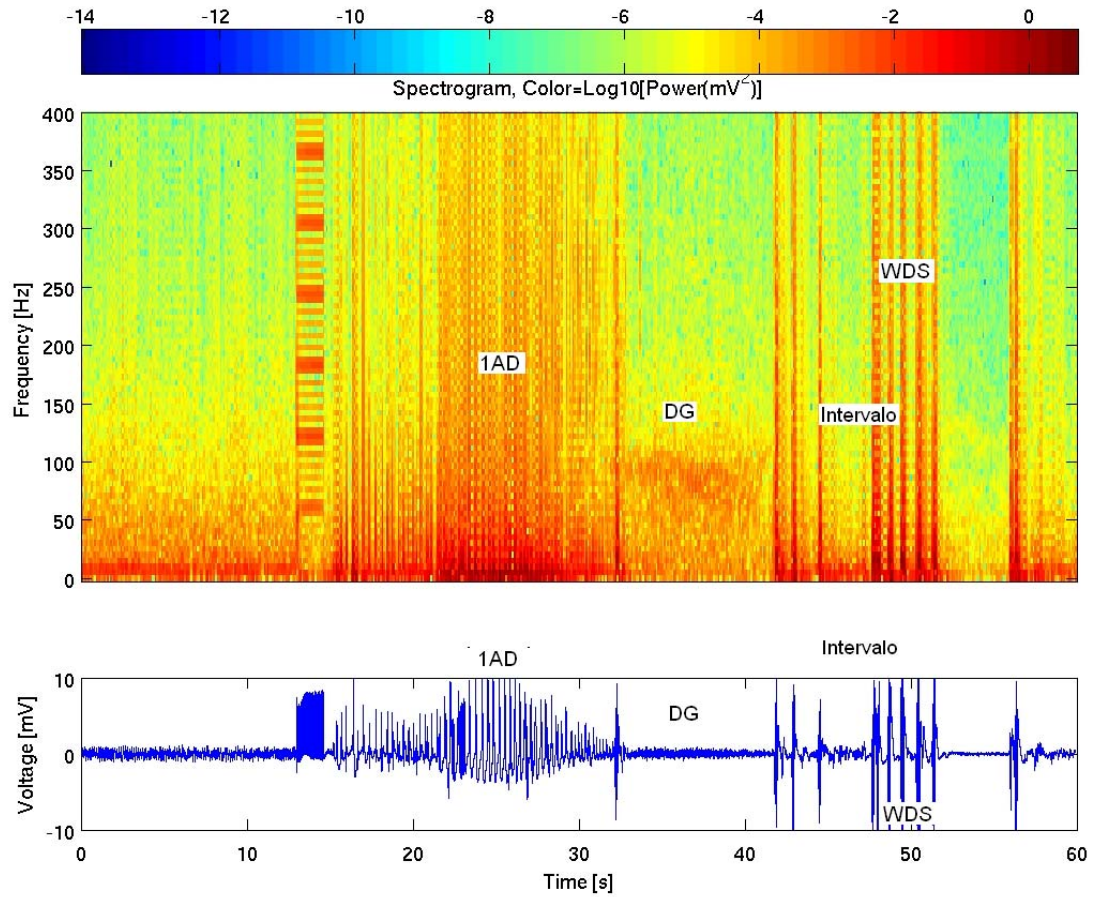 -14 -12 -10 -8 -6 -4 -2 0
Spectrogram, Color=Log10[Power(mV²)]
400
350
300
250
200
150
100
50
0
Frequency [Hz]
WDS
1AD
DG
Intervalo
Intervalo
1AD
DG
WDS
10
0
-10
Voltage [mV]
0 10 20 30 40 50 60
Time [s]